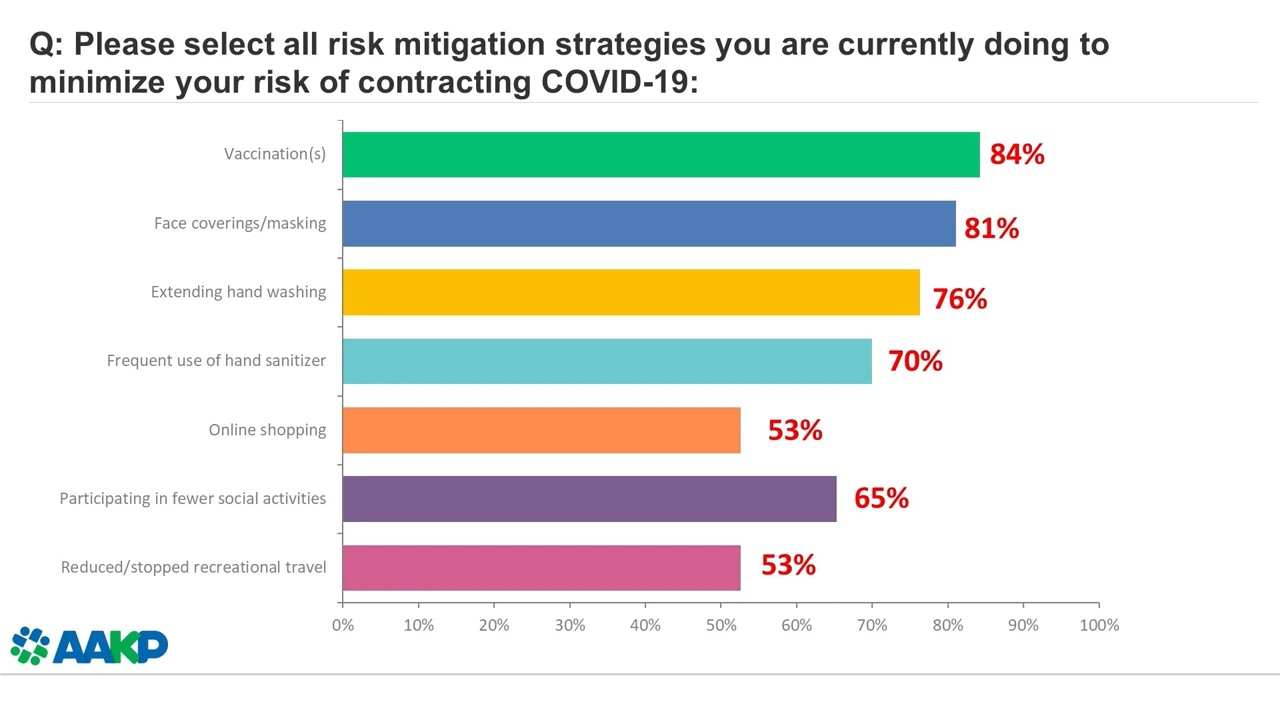 Q: Please select all risk mitigation strategies you are currently doing to
minimize your risk of contracting COVID-19:
Vaccination(s)
84%
Face coverings/masking
81%
Extending hand washing
76%
Frequent use of hand sanitizer
70%
Online shopping
53%
Participating in fewer social activities
65%
Reduced/stopped recreational travel
53%
0% 10% 20% 30% 40% 50% 60% 70% 80% 90% 100%
AAKP